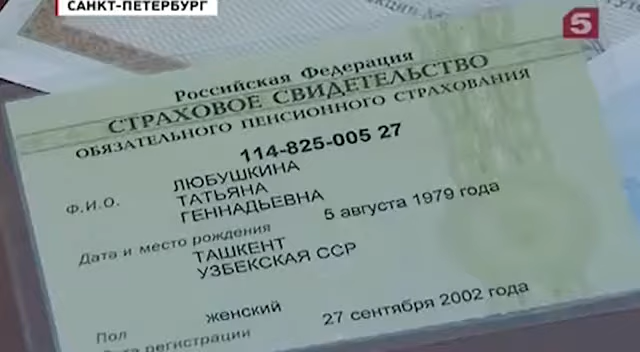 САНКТ-ПЕТЕРБУРГ
5
Российская Федерация
СТРАХОВОЕ СВИДЕТЕЛЬСТВО
ОБЯЗАТЕЛЬНОГО ПЕНСИОННОГО СТРАХОВАНИЯ
114-825-005 27
Ф.И.О. ЛЮБУШКИНА
ТАТЬЯНА
ГЕННАДЬЕВНА
Дата и место рождения 5 августа 1979 года
ТАШКЕНТ
УЗБЕКСКАЯ ССР
Пол женский
регистрации 27 сентября 2002 года